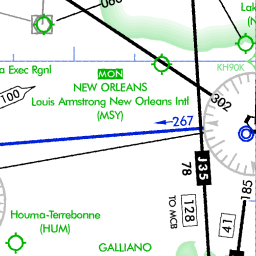 060
Lak
a Exec Rgnl
KH90K
MON
NEW ORLEANS
100
Louis Armstrong New Orleans Intl
302
(MSY)
267
J35
78
128
TO MCB
185
41
Houma-Terrebonne
(HUM)
GALLIANO